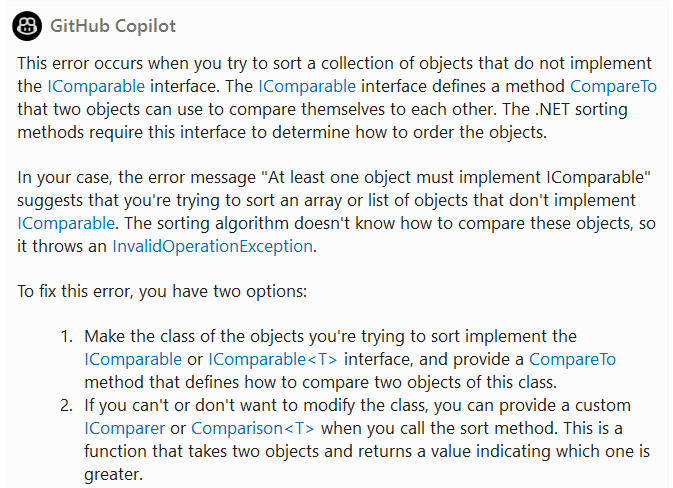 GitHub Copilot
This error occurs when you try to sort a collection of objects that do not implement
the IComparable interface. The IComparable interface defines a method CompareTo
that two objects can use to compare themselves to each other. The .NET sorting
methods require this interface to determine how to order the objects.
In your case, the error message "At least one object must implement IComparable"
suggests that you're trying to sort an array or list of objects that don't implement
IComparable. The sorting algorithm doesn't know how to compare these objects, so
it throws an InvalidOperationException.
To fix this error, you have two options:
1. Make the class of the objects you're trying to sort implement the
IComparable or IComparable<T> interface, and provide a CompareTo
method that defines how to compare two objects of this class.
2. If you can't or don't want to modify the class, you can provide a custom
IComparer or Comparison<T> when you call the sort method. This is a
function that takes two objects and returns a value indicating which one is
greater.